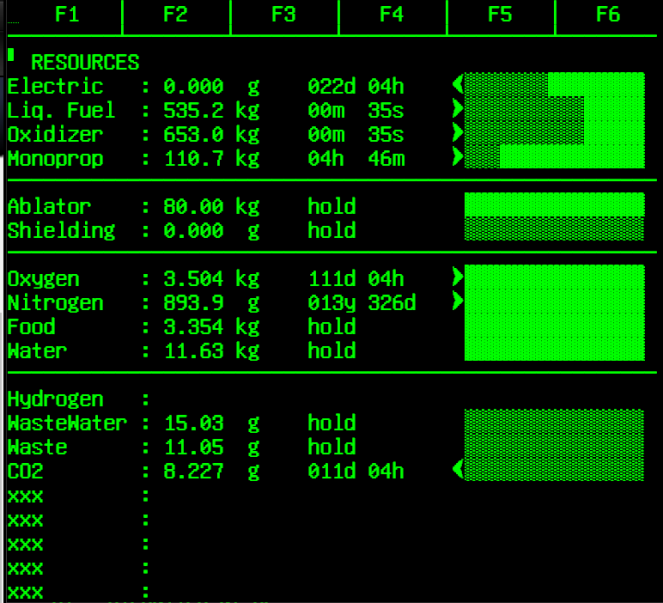 F1 F2 F3 F4 F5 F6
RESOURCES
Electric : 0.000 g 022d 04h
Liq. Fuel : 535.2 kg 00m 35s
Oxidizer : 653.0 kg 00m 35s
Monoprop : 110.7 kg 04h 46m
Ablator : 80.00 kg hold
Shielding : 0.000 g hold
Oxygen : 3.504 kg 111d 04h
Nitrogen : 893.9 g 013y 326d
Food : 3.354 kg hold
Water : 11.63 kg hold
Hydrogen :
WasteWater : 15.03 g hold
Waste : 11.05 g hold
CO2 : 8.227 g 011d 04h
xxx :
xxx :
xxx :
xxx :
xxx :